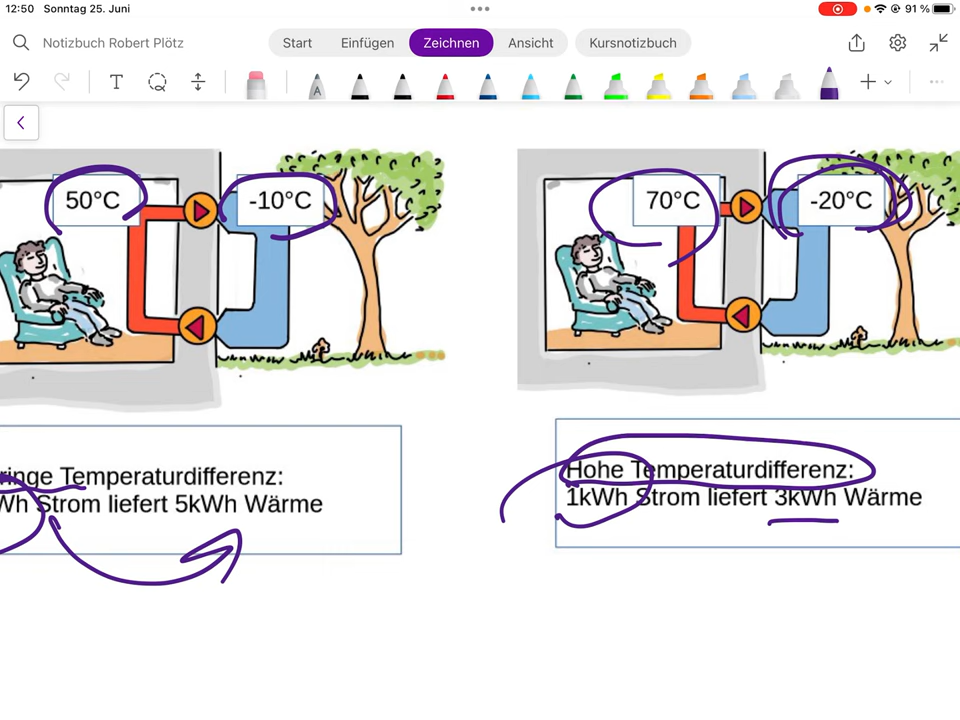 12:50 Sonntag 25. Juni
91 %
Notizbuch Robert Plötz
Start
Einfügen
Zeichnen
Ansicht
Kursnotizbuch
T
A
50°C
-10°C
70°C
-20°C
ringe Temperaturdifferenz:
Wh Strom liefert 5kWh Wärme
Hohe Temperaturdifferenz:
1kWh Strom liefert 3kWh Wärme